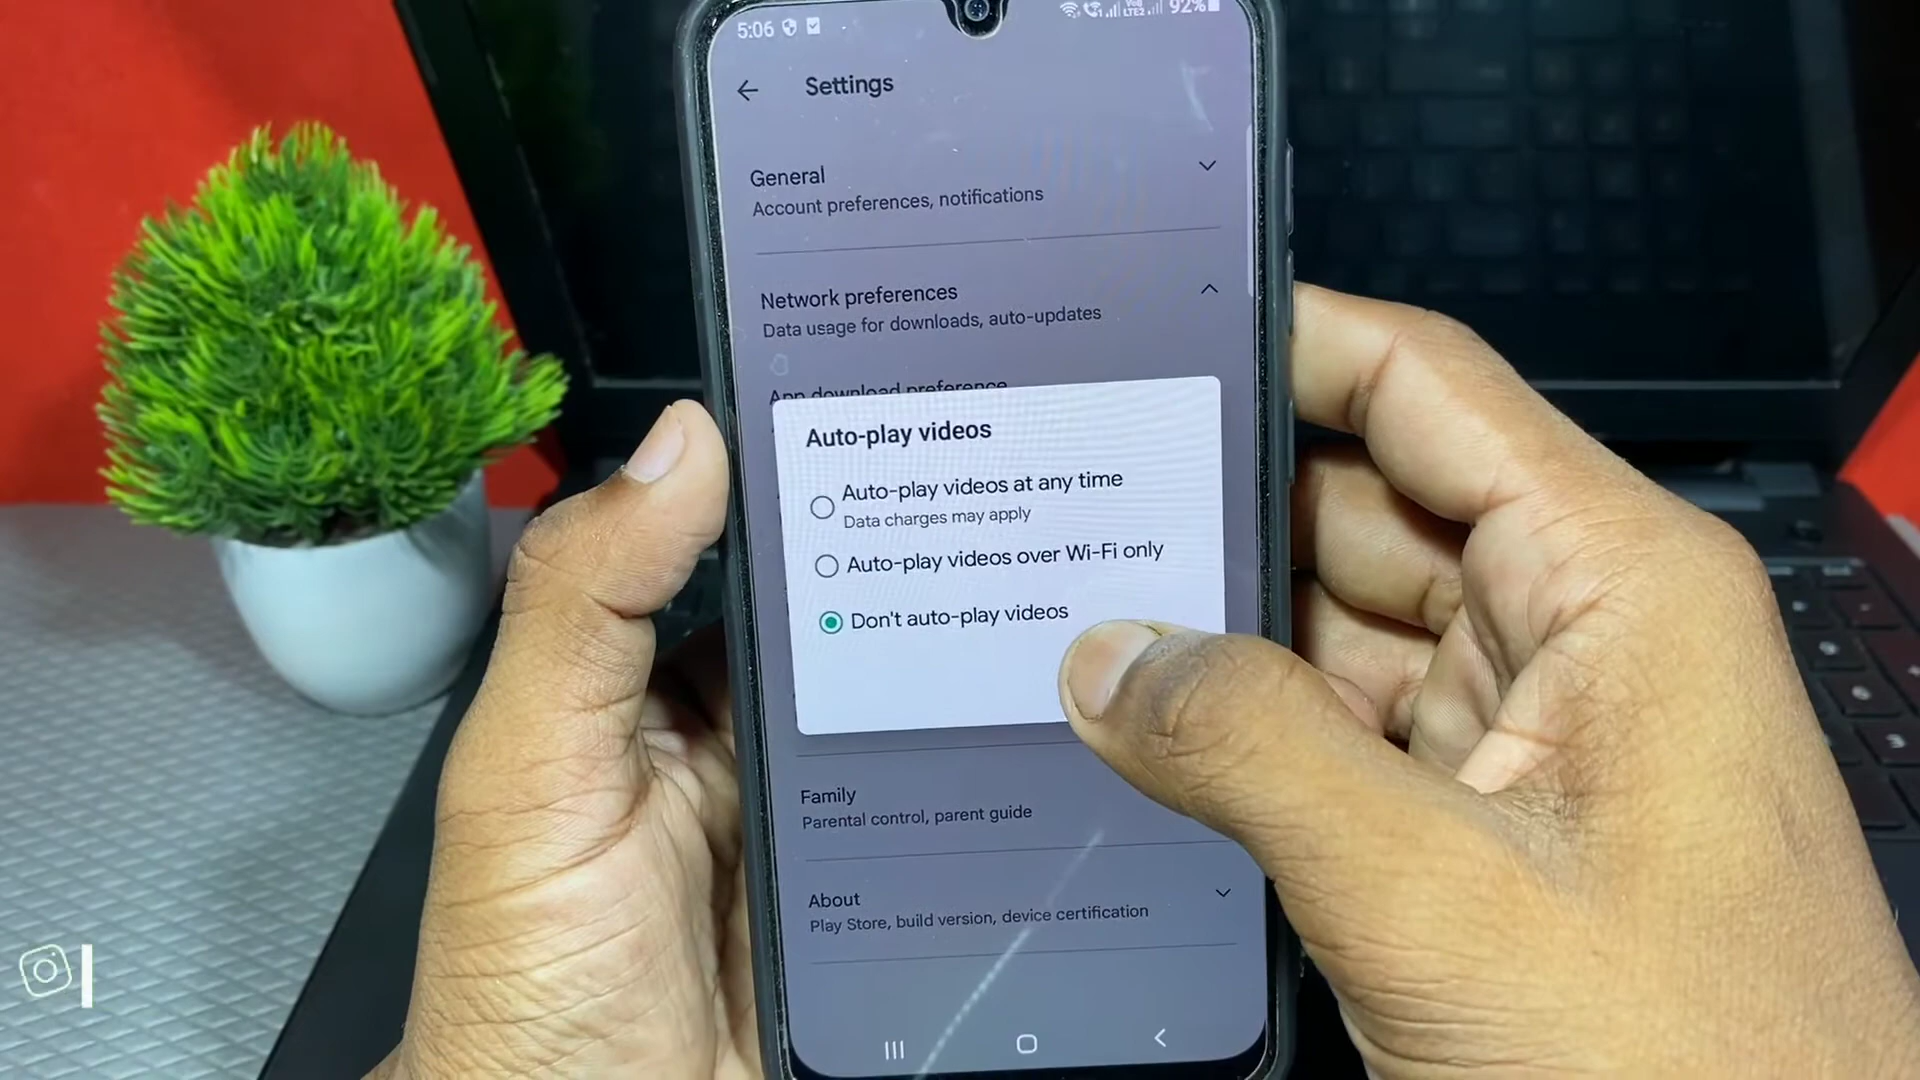 5:06
LTE2 92%
Settings
General
Account preferences, notifications
Network preferences
Data usage for downloads, auto-updates
App download preference
Auto-play videos
Auto-play videos at any time
Data charges may apply
Auto-play videos over Wi-Fi only
Don't auto-play videos
Family
Parental control, parent guide
About
Play Store, build version, device certification